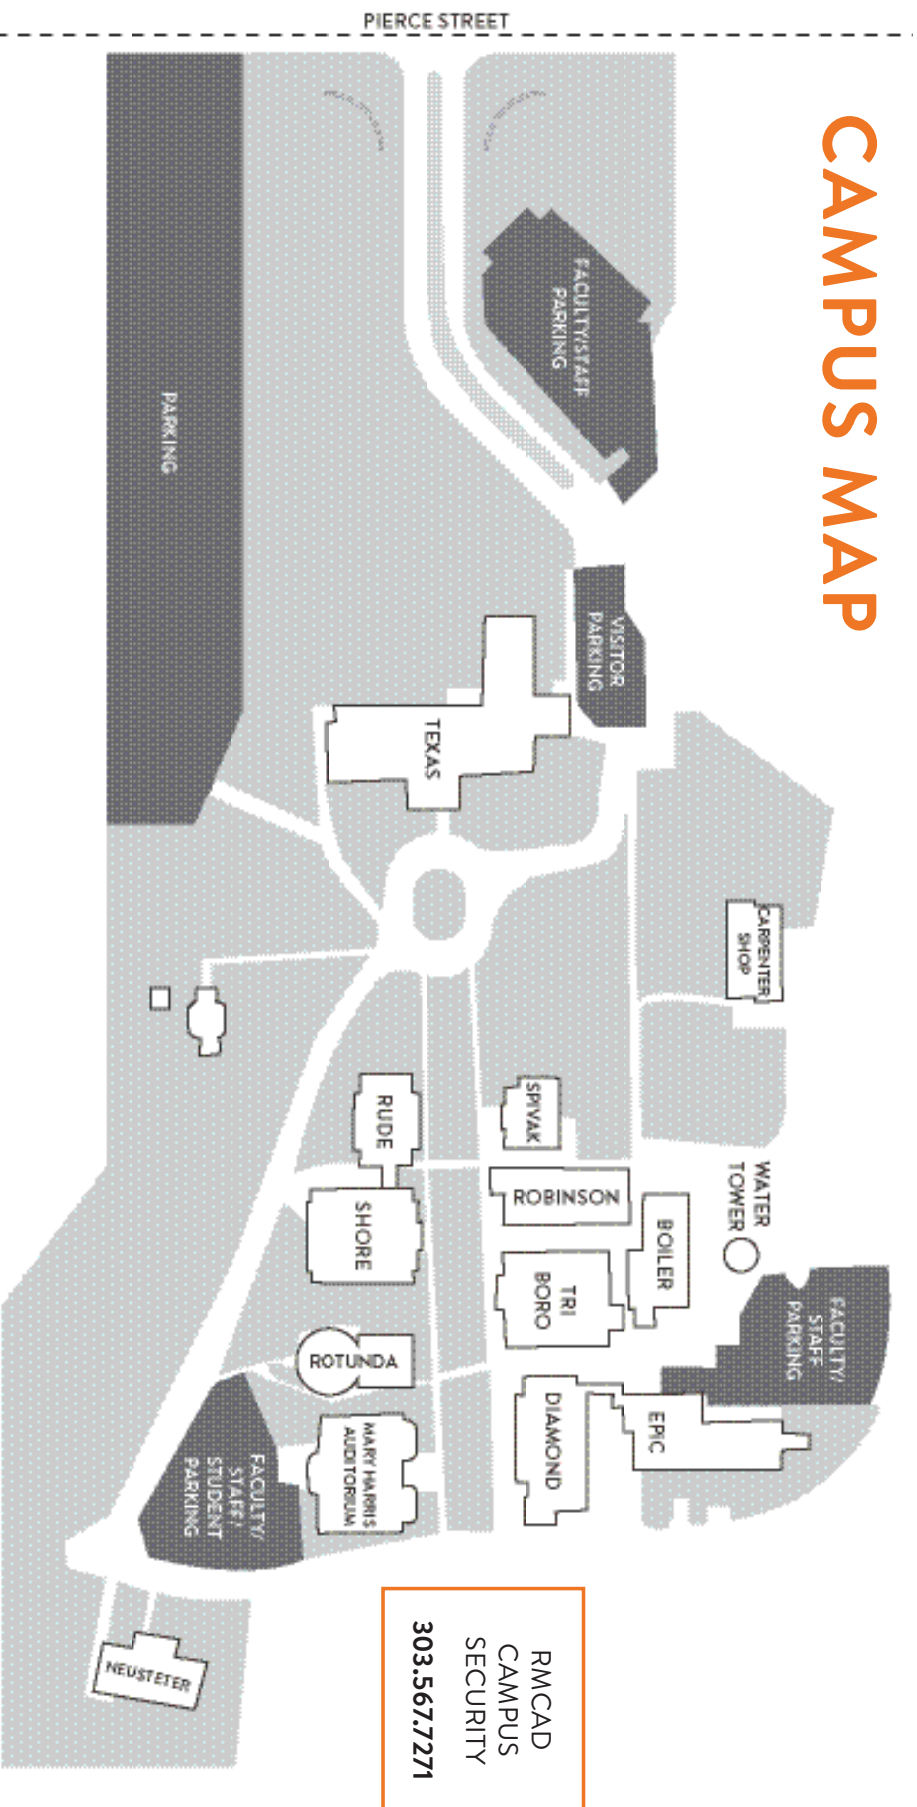 PIERCE STREET
CAMPUS MAP
FACULTY/STAFF
PARKING
PARKING
VISITOR
PARKING
TEXAS
CARPENTER
SHOP
SPIVAK
RUDE
WATER
TOWER
ROBINSON
BOILER
SHORE
TRI
BORO
FACULTY/
STAFF
PARKING
ROTUNDA
EPIC
DIAMOND
MARY HARRIS
AUDITORIUM
FACULTY/
STAFF/
STUDENT
PARKING
NEUSTETER
RMCAD
CAMPUS
SECURITY
303.567.7271